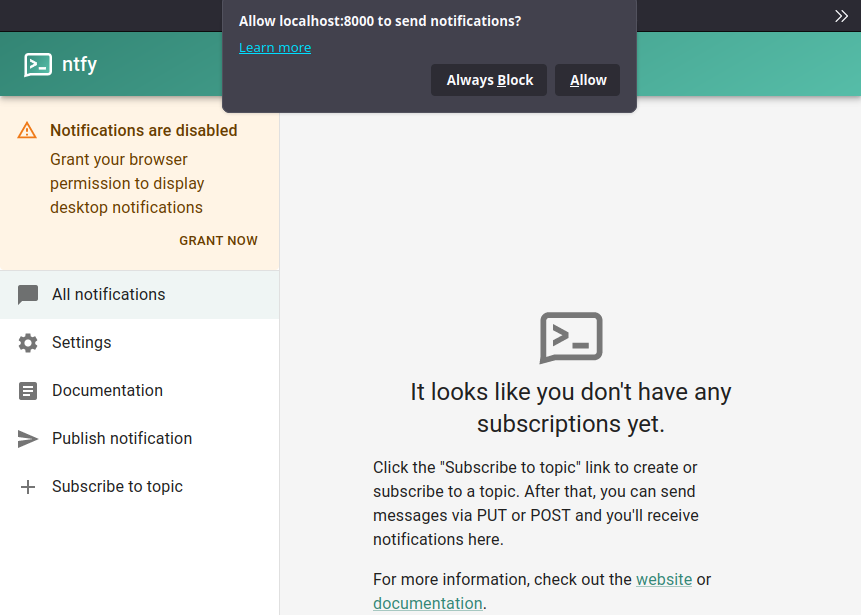 Allow localhost:8000 to send notifications?
Learn more
Always Block Allow
ntfy
Notifications are disabled
Grant your browser
permission to display
desktop notifications
GRANT NOW
All notifications
Settings
Documentation
Publish notification
Subscribe to topic
It looks like you don't have any
subscriptions yet.
Click the "Subscribe to topic" link to create or
subscribe to a topic. After that, you can send
messages via PUT or POST and you'll receive
notifications here.
For more information, check out the website or
documentation.